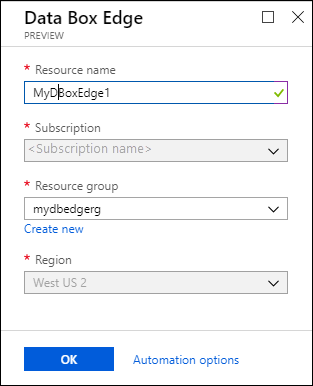 Data Box Edge
PREVIEW
* Resource name
MyDBoxEdge1
* Subscription
<Subscription name>
* Resource group
mydbedgerg
Create new
* Region
West US 2
OK
Automation options